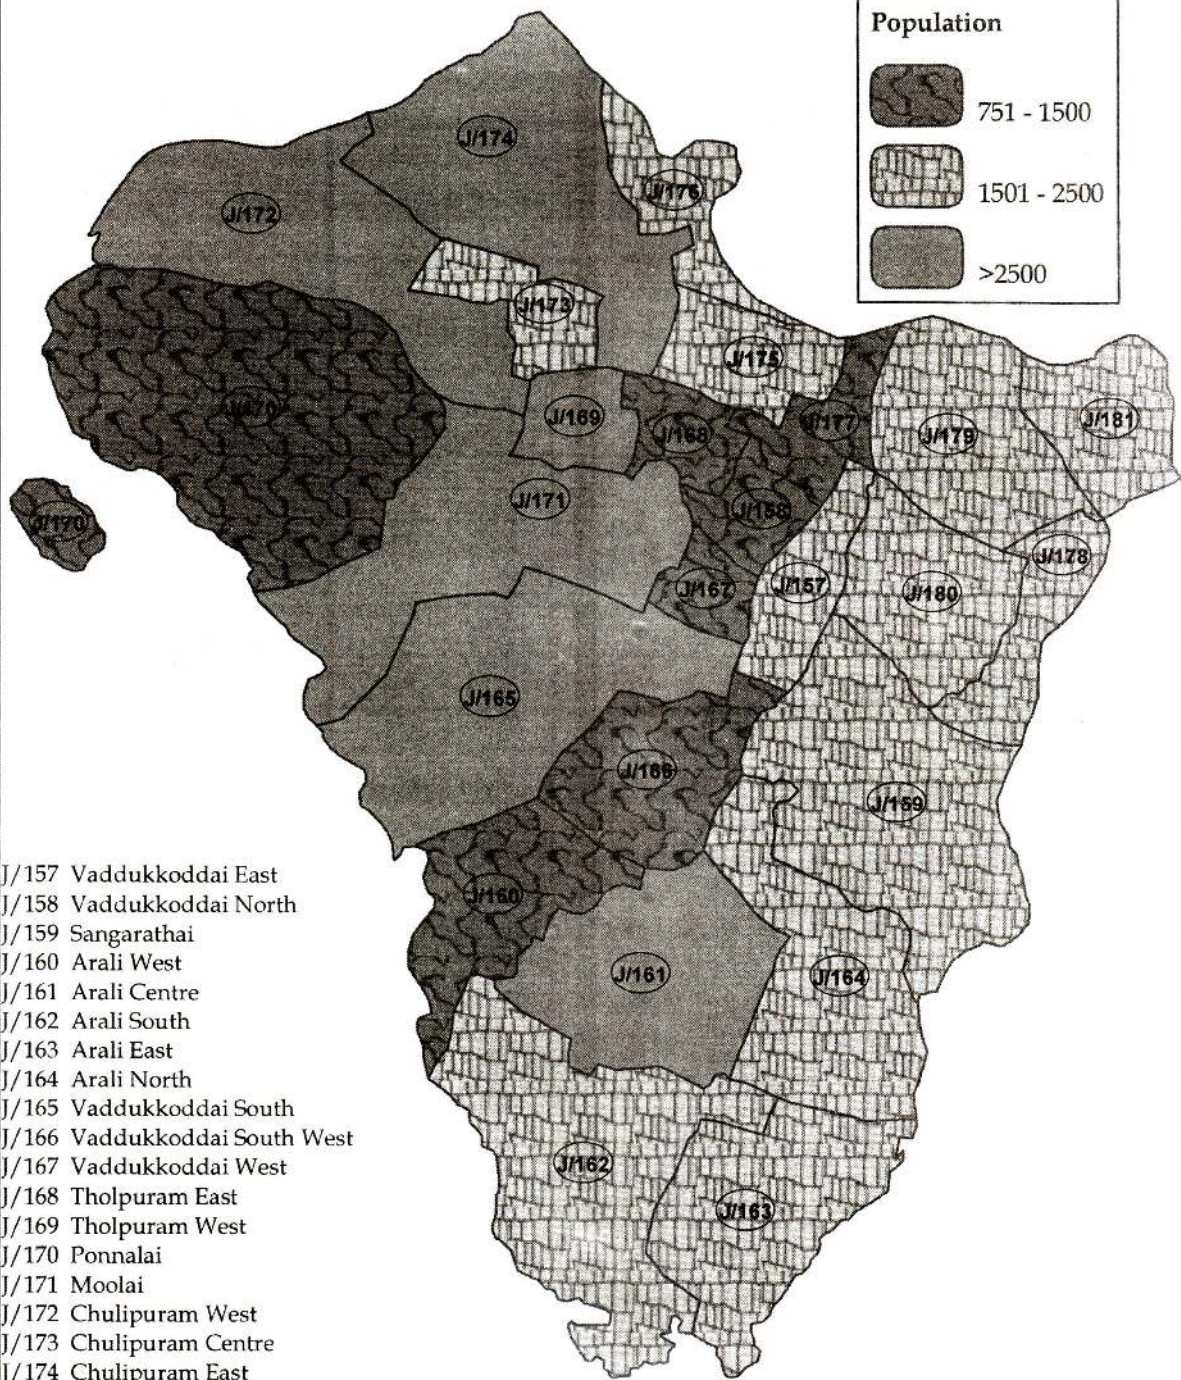 Population
751 - 1500
1501 - 2500
>2500
J/174
J/176
J/172
J/173
J/175
J/170
J/169
J/168
J/177
J/179
J/181
J/171
J/170
J/158
J/178
J/167
J/157
J/180
J/165
J/166
J/159
J/160
J/161
J/164
J/162
J/163
J/157 Vaddukkoddai East
J/158 Vaddukkoddai North
J/159 Sangarathai
J/160 Arali West
J/161 Arali Centre
J/162 Arali South
J/163 Arali East
J/164 Arali North
J/165 Vaddukkoddai South
J/166 Vaddukkoddai South West
J/167 Vaddukkoddai West
J/168 Tholpuram East
J/169 Tholpuram West
J/170 Ponnalai
J/171 Moolai
J/172 Chulipuram West
J/173 Chulipuram Centre
J/174 Chulipuram East